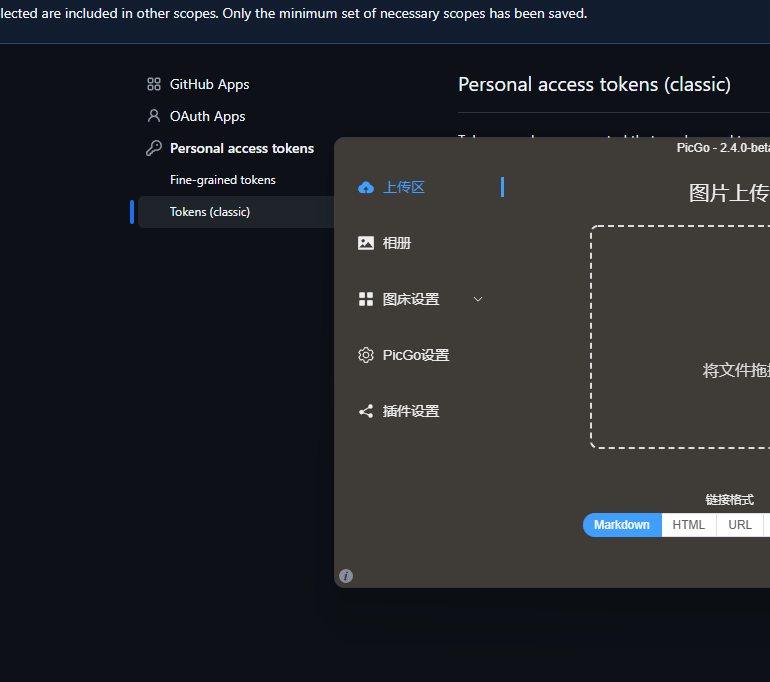 lected are included in other scopes. Only the minimum set of necessary scopes has been saved.
GitHub Apps
OAuth Apps
Personal access tokens
Fine-grained tokens
Tokens (classic)
Personal access tokens (classic)
PicGo - 2.4.0-beta
上传区
相册
图床设置
PicGo设置
插件设置
图片上传
将文件拖
链接格式
Markdown
HTML
URL